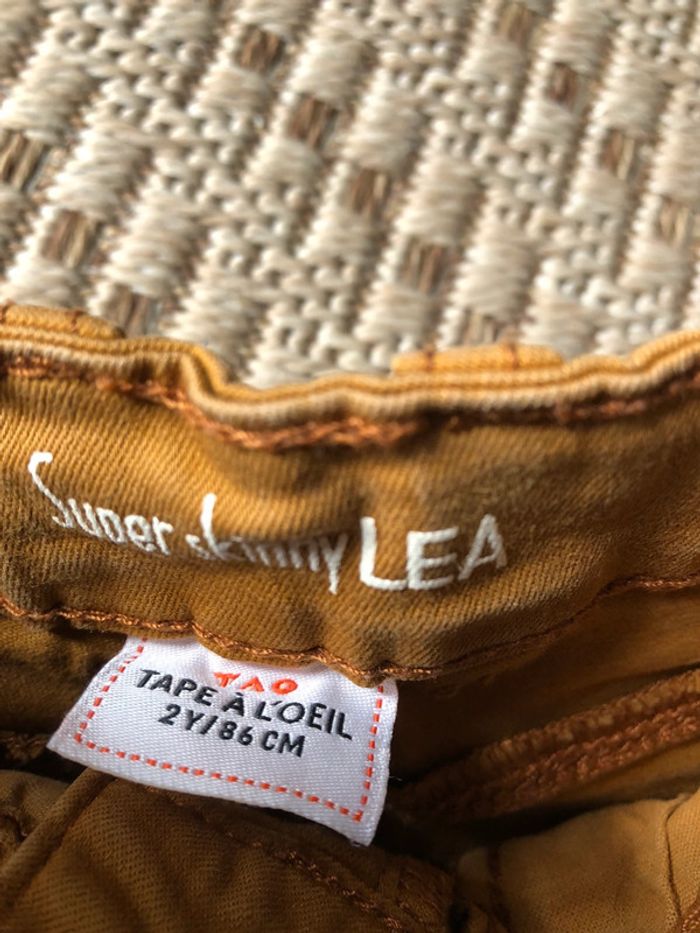 Super skinny LEA
TAO
TAPE À L'OEIL
2Y/86 CM